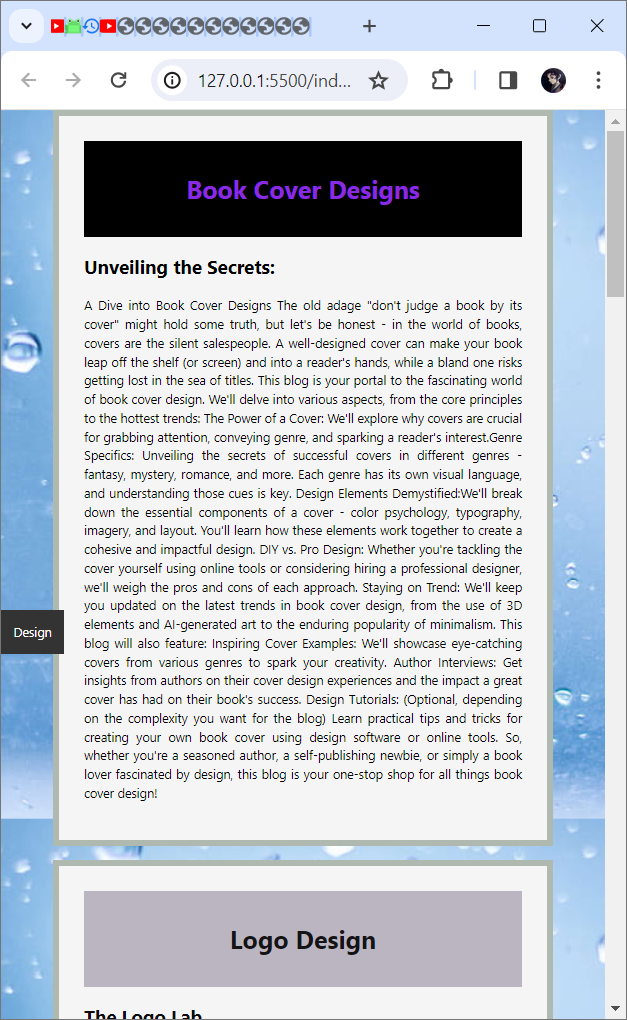 127.0.0.1:5500/ind...
Book Cover Designs
Unveiling the Secrets:
A Dive into Book Cover Designs The old adage "don't judge a book by its
cover" might hold some truth, but let's be honest - in the world of books,
covers are the silent salespeople. A well-designed cover can make your book
leap off the shelf (or screen) and into a reader's hands, while a bland one risks
getting lost in the sea of titles. This blog is your portal to the fascinating world
of book cover design. We'll delve into various aspects, from the core principles
to the hottest trends: The Power of a Cover: We'll explore why covers are crucial
for grabbing attention, conveying genre, and sparking a reader's interest.Genre
Specifics: Unveiling the secrets of successful covers in different genres -
fantasy, mystery, romance, and more. Each genre has its own visual language,
and understanding those cues is key. Design Elements Demystified:We'll break
down the essential components of a cover - color psychology, typography,
imagery, and layout. You'll learn how these elements work together to create a
cohesive and impactful design. DIY vs. Pro Design: Whether you're tackling the
cover yourself using online tools or considering hiring a professional designer,
we'll weigh the pros and cons of each approach. Staying on Trend: We'll keep
you updated on the latest trends in book cover design, from the use of 3D
elements and AI-generated art to the enduring popularity of minimalism. This
blog will also feature: Inspiring Cover Examples: We'll showcase eye-catching
covers from various genres to spark your creativity. Author Interviews: Get
insights from authors on their cover design experiences and the impact a great
cover has had on their book's success. Design Tutorials: (Optional, depending
on the complexity you want for the blog) Learn practical tips and tricks for
creating your own book cover using design software or online tools. So,
whether you're a seasoned author, a self-publishing newbie, or simply a book
lover fascinated by design, this blog is your one-stop shop for all things book
cover design!
Design
Logo Design
The Logo Lab